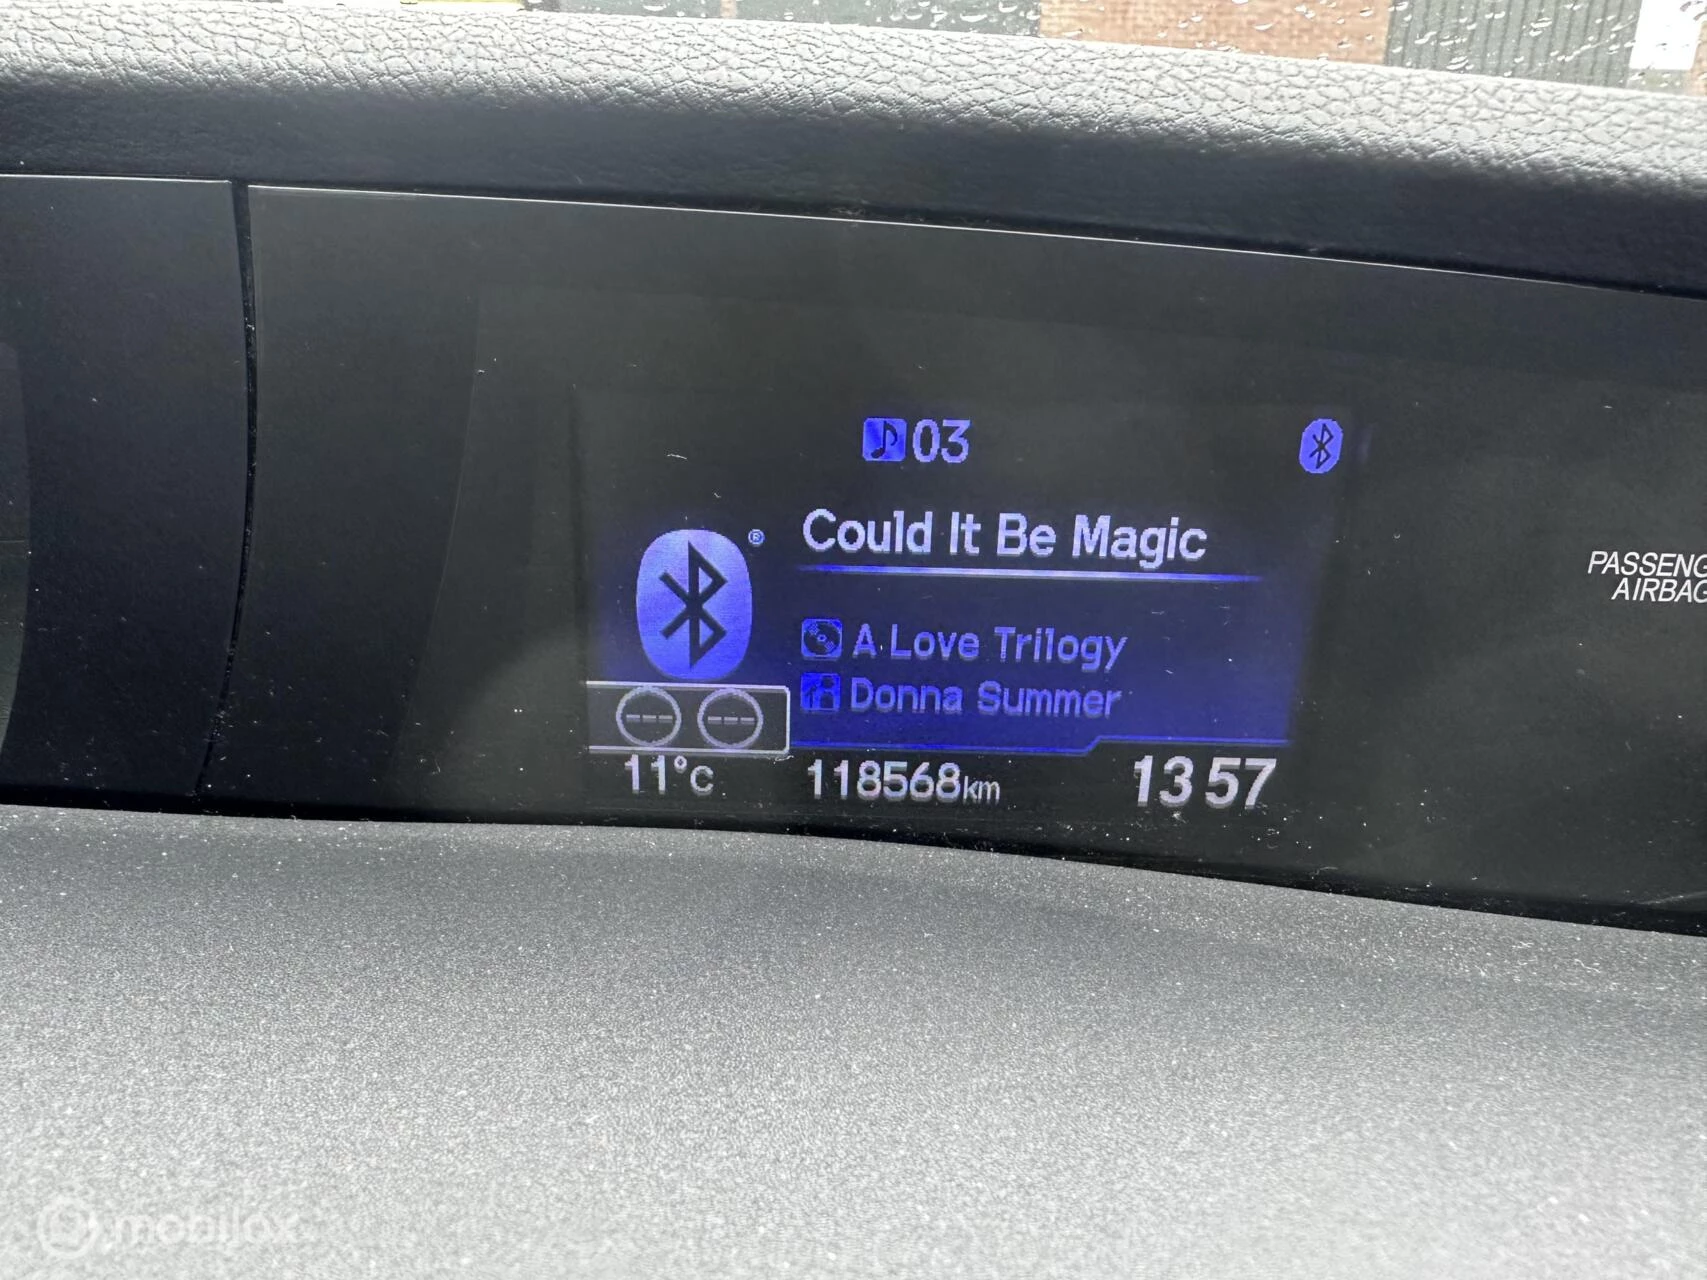 03
®
Could It Be Magic
A Love Trilogy
Donna Summer
--- ---
11°C
118568km
13 57
PASSENG
AIRBAG
mobilox